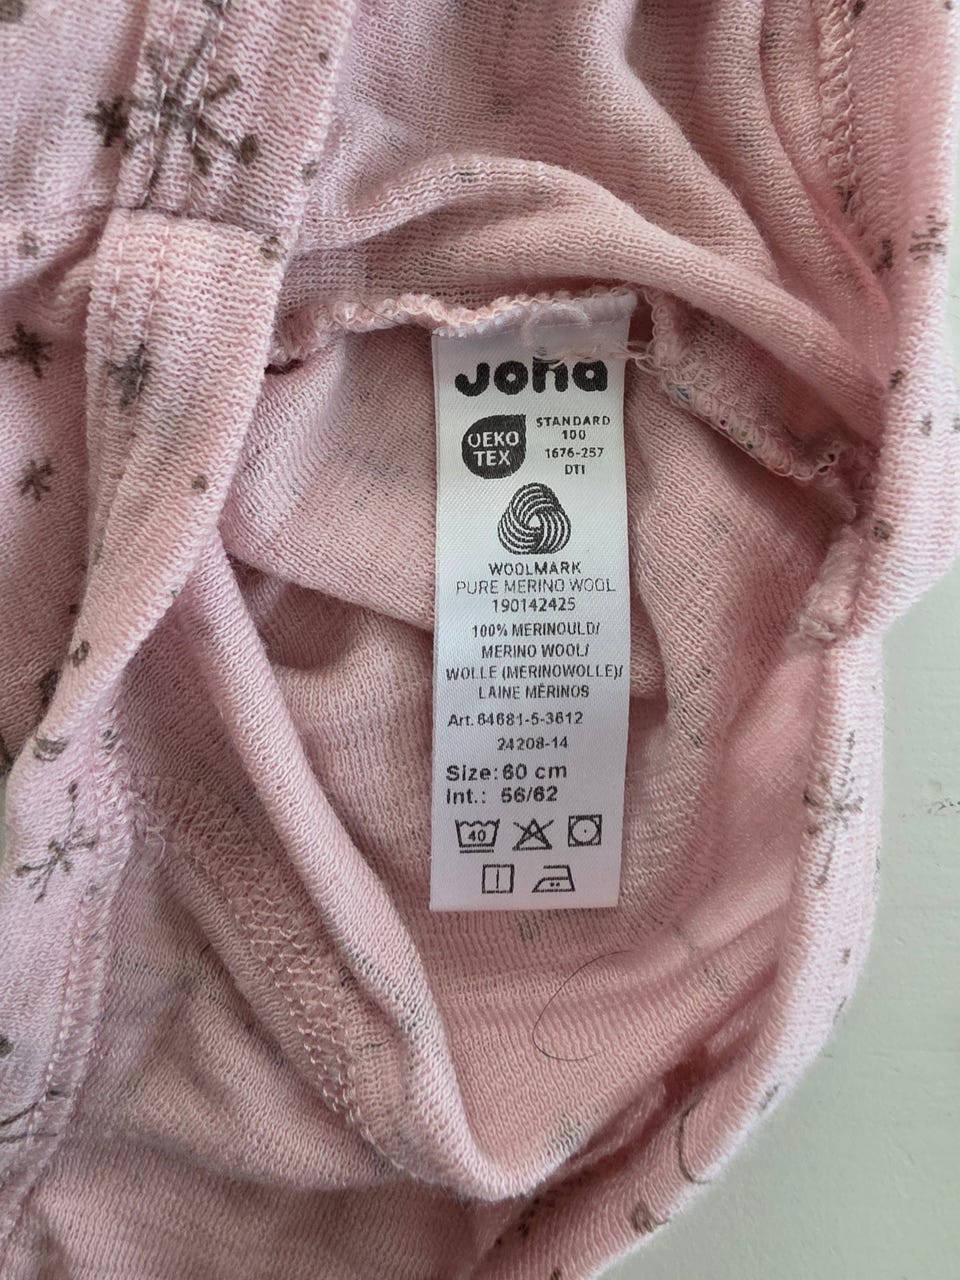 Joha
OEKO
TEX
STANDARD
100
1676-257
DTI
WOOLMARK
PURE MERINO WOOL
190142425
100% MERINOULD/
MERINO WOOL/
WOLLE (MERINOWOLLE)/
LAINE MÉRINOS
Art. 64681-5-3612
24208-14
Size: 60 cm
Int.: 56/62
40